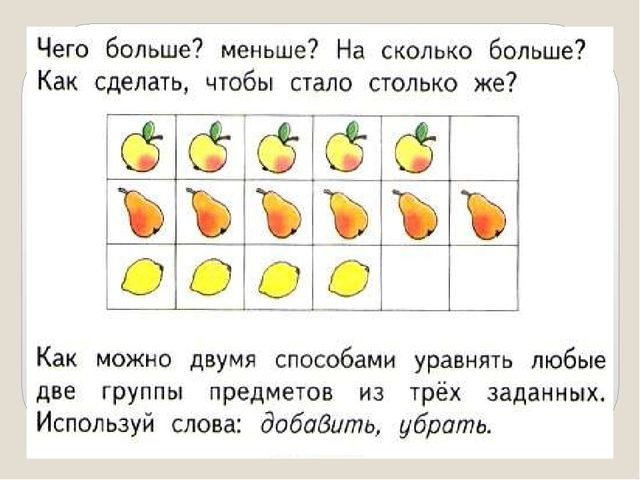 Чего больше? меньше? На сколько больше?
Как сделать, чтобы стало столько же?
Как можно двумя способами уравнять любые
две группы предметов из трёх заданных.
Используй слова: добавить, убрать.